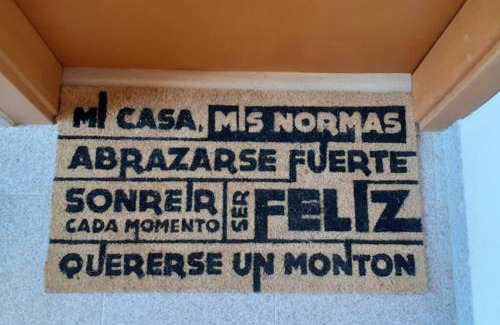 MI CASA, MIS NORMAS
ABRAZARSE FUERTE
SONREIR
CADA MOMENTO
SER FELIZ
QUERERSE UN MONTON